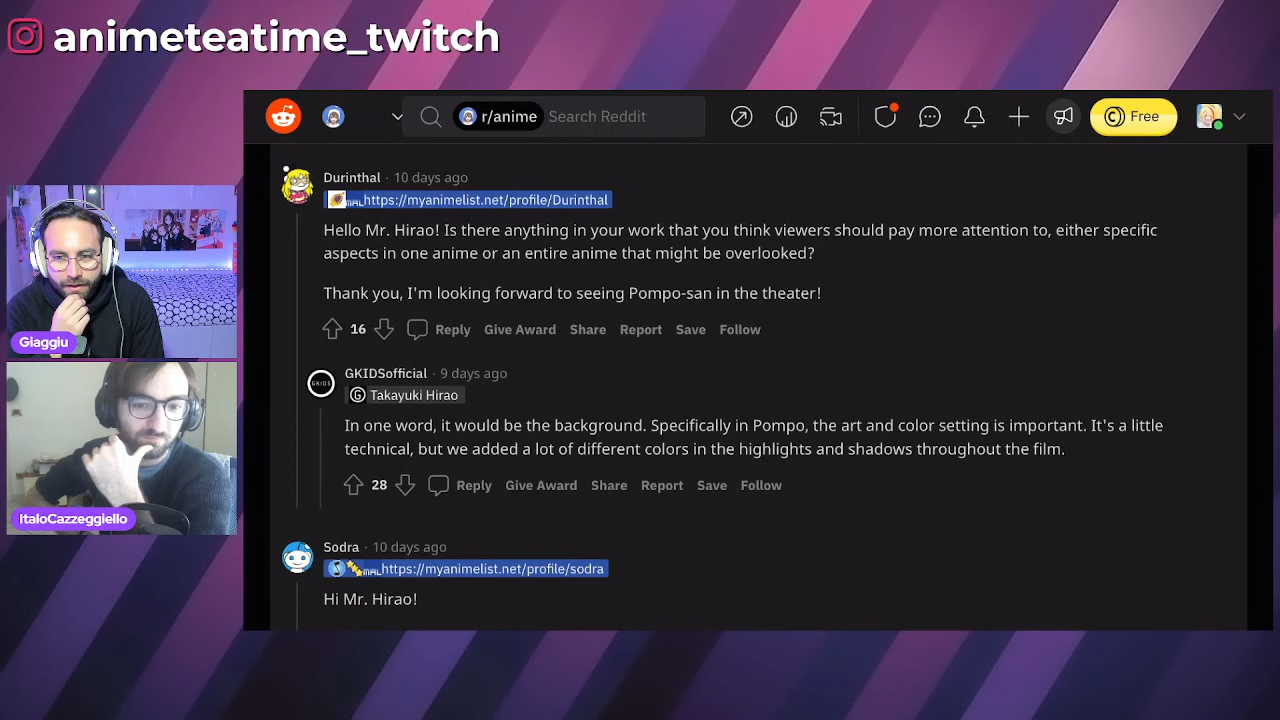 animeteatime_twitch
r/anime Search Reddit
Free
Durinthal · 10 days ago
MAL https://myanimelist.net/profile/Durinthal
Hello Mr. Hirao! Is there anything in your work that you think viewers should pay more attention to, either specific
aspects in one anime or an entire anime that might be overlooked?
Thank you, I'm looking forward to seeing Pompo-san in the theater!
16 Reply Give Award Share Report Save Follow
GKIDS
GKIDSofficial · 9 days ago
G Takayuki Hirao
In one word, it would be the background. Specifically in Pompo, the art and color setting is important. It's a little
technical, but we added a lot of different colors in the highlights and shadows throughout the film.
28 Reply Give Award Share Report Save Follow
Sodra · 10 days ago
MAL https://myanimelist.net/profile/sodra
Hi Mr. Hirao!
Giaggiu
ItaloCazzeggiello